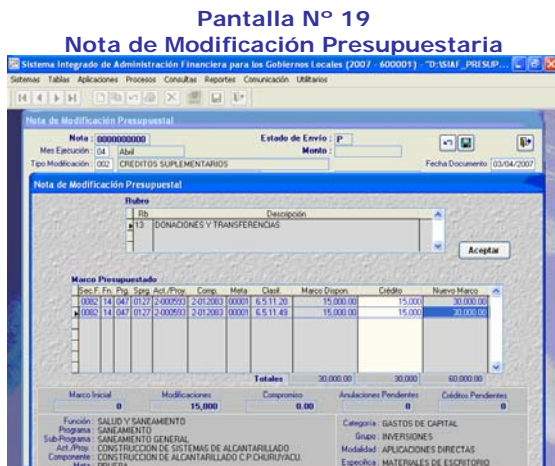 Pantalla Nº 19
Nota de Modificación Presupuestaria
Sistema Integrado de Administración Financiera para los Gobiernos Locales (2007 - 600001) - "D:\SIAF_PRESUP...
Sistemas Tablas Aplicaciones Procesos Consultas Reportes Comunicación Utilitarios
Nota de Modificación Presupuestal
Nota : 0000000000 Estado de Envío : P
Mes Ejecución : 04 Abril Monto :
Tipo Modificación : 002 CREDITOS SUPLEMENTARIOS Fecha Documento 03/04/2007
Nota de Modificación Presupuestal
Rubro
Rb Descripción
13 DONACIONES Y TRANSFERENCIAS
Aceptar
Marco Presupuestado
Sec.F. Fn. Prg. Sprg. Act./Proy. Comp. Meta Clasif. Marco Dispon. Crédito Nuevo Marco
0082 14 047 0127 2-000593 2-012083 00001 6.5.11.20 15,000.00 15,000 30,000.00
0082 14 047 0127 2-000593 2-012083 00001 6.5.11.49 15,000.00 15,000 30,000.00
Totales 30,000.00 30,000 60,000.00
Marco Inicial Modificaciones Compromiso Anulaciones Pendientes Créditos Pendientes
0 15,000 0.00 0 0
Función : SALUD Y SANEAMIENTO Categoría : GASTOS DE CAPITAL
Programa : SANEAMIENTO Grupo : INVERSIONES
Sub-Programa : SANEAMIENTO GENERAL
Act./Proy. : CONSTRUCCION DE SISTEMAS DE ALCANTARILLADO Modalidad : APLICACIONES DIRECTAS
Componente : CONSTRUCCION DE ALCANTARILLADO C.P.CHURUYACU. Específica : MATERIALES DE ESCRITORIO
Meta : PRUEBA